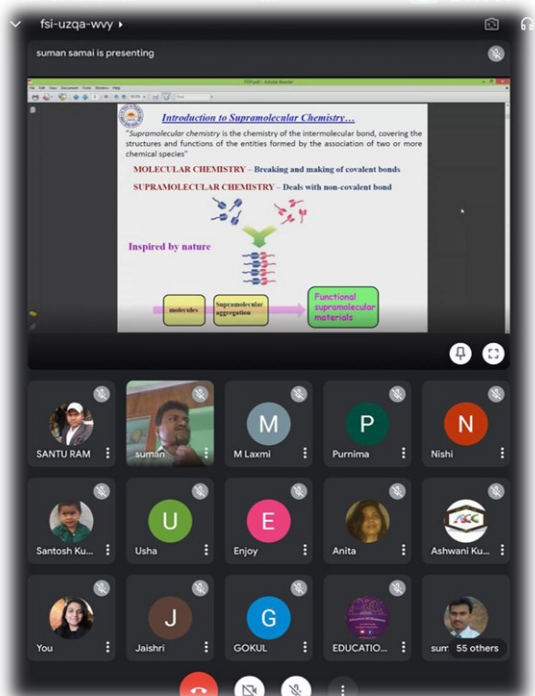 fsi-uzqa-wvy
suman samai is presenting
Introduction to Supramolecular Chemistry...
"Supramolecular chemistry is the chemistry of the intermolecular bond, covering the
structures and functions of the entities formed by the association of two or more
chemical species"
MOLECULAR CHEMISTRY – Breaking and making of covalent bonds
SUPRAMOLECULAR CHEMISTRY – Deals with non-covalent bond
Inspired by nature
molecules
Supramolecular
aggregation
Functional
supramolecular
materials
SANTU RAM
suman
M
M Laxmi
P
Purnima
N
Nishi
Santosh Ku...
U
Usha
E
Enjoy
Anita
Ashwani Ku...
You
J
Jaishri
G
GOKUL
EDUCATIO...
sum
55 others